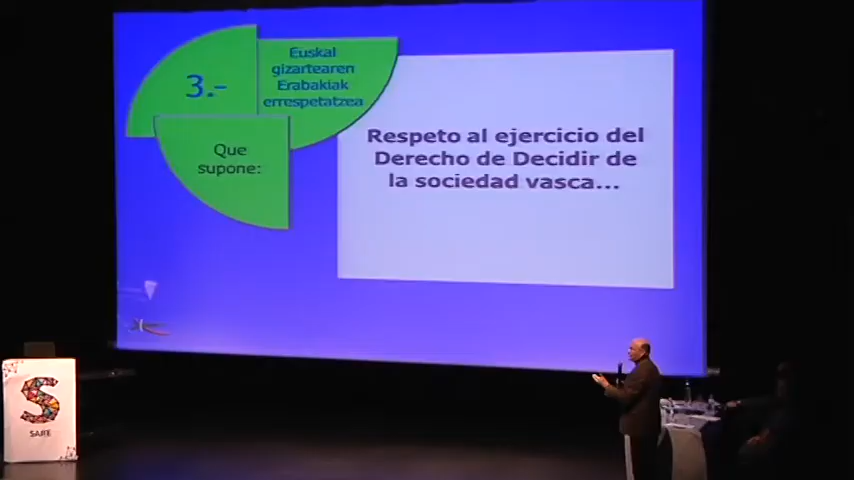 3.-
Euskal
gizartearen
Erabakiak
errespetatzea
Que
supone:
Respeto al ejercicio del
Derecho de Decidir de
la sociedad vasca...
S
SARE